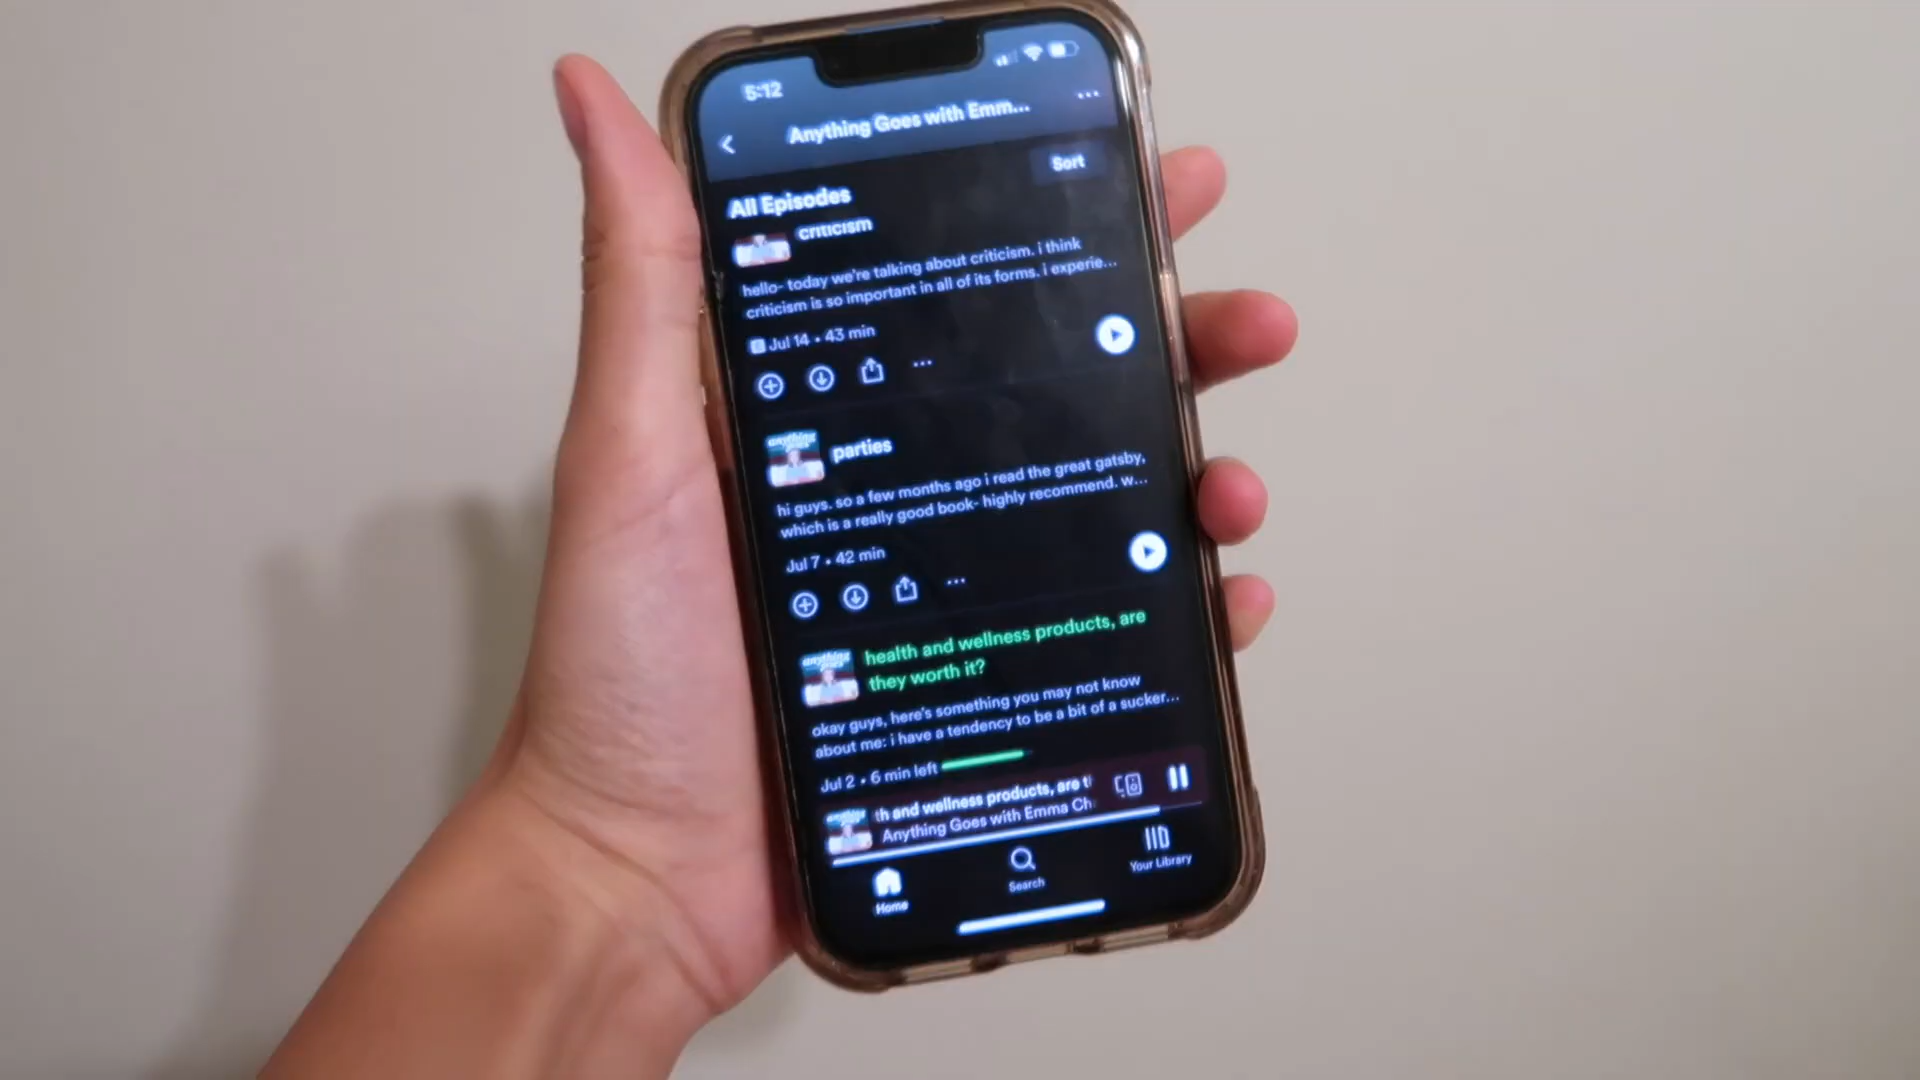 5:12
Anything Goes with Emm...
Sort
All Episodes
criticism
hello- today we're talking about criticism. i think
criticism is so important in all of its forms. i experie...
E Jul 14 • 43 min
anything
goes
parties
hi guys. so a few months ago i read the great gatsby,
which is a really good book- highly recommend. w...
Jul 7 • 42 min
anything
goes
health and wellness products, are
they worth it?
okay guys, here's something you may not know
about me: i have a tendency to be a bit of a sucker...
Jul 2 • 6 min left
th and wellness products, are t
Anything Goes with Emma Ch
Home
Search
Your Library